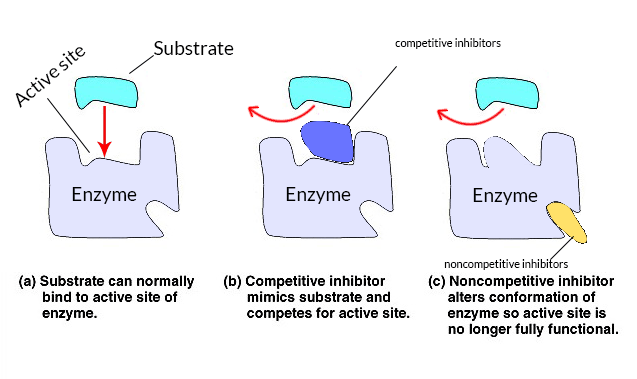 Substrate
Active site
Enzyme
(a) Substrate can normally
bind to active site of
enzyme.
competitive inhibitors
Enzyme
(b) Competitive inhibitor
mimics substrate and
competes for active site.
Enzyme
noncompetitive inhibitors
(c) Noncompetitive inhibitor
alters conformation of
enzyme so active site is
no longer fully functional.